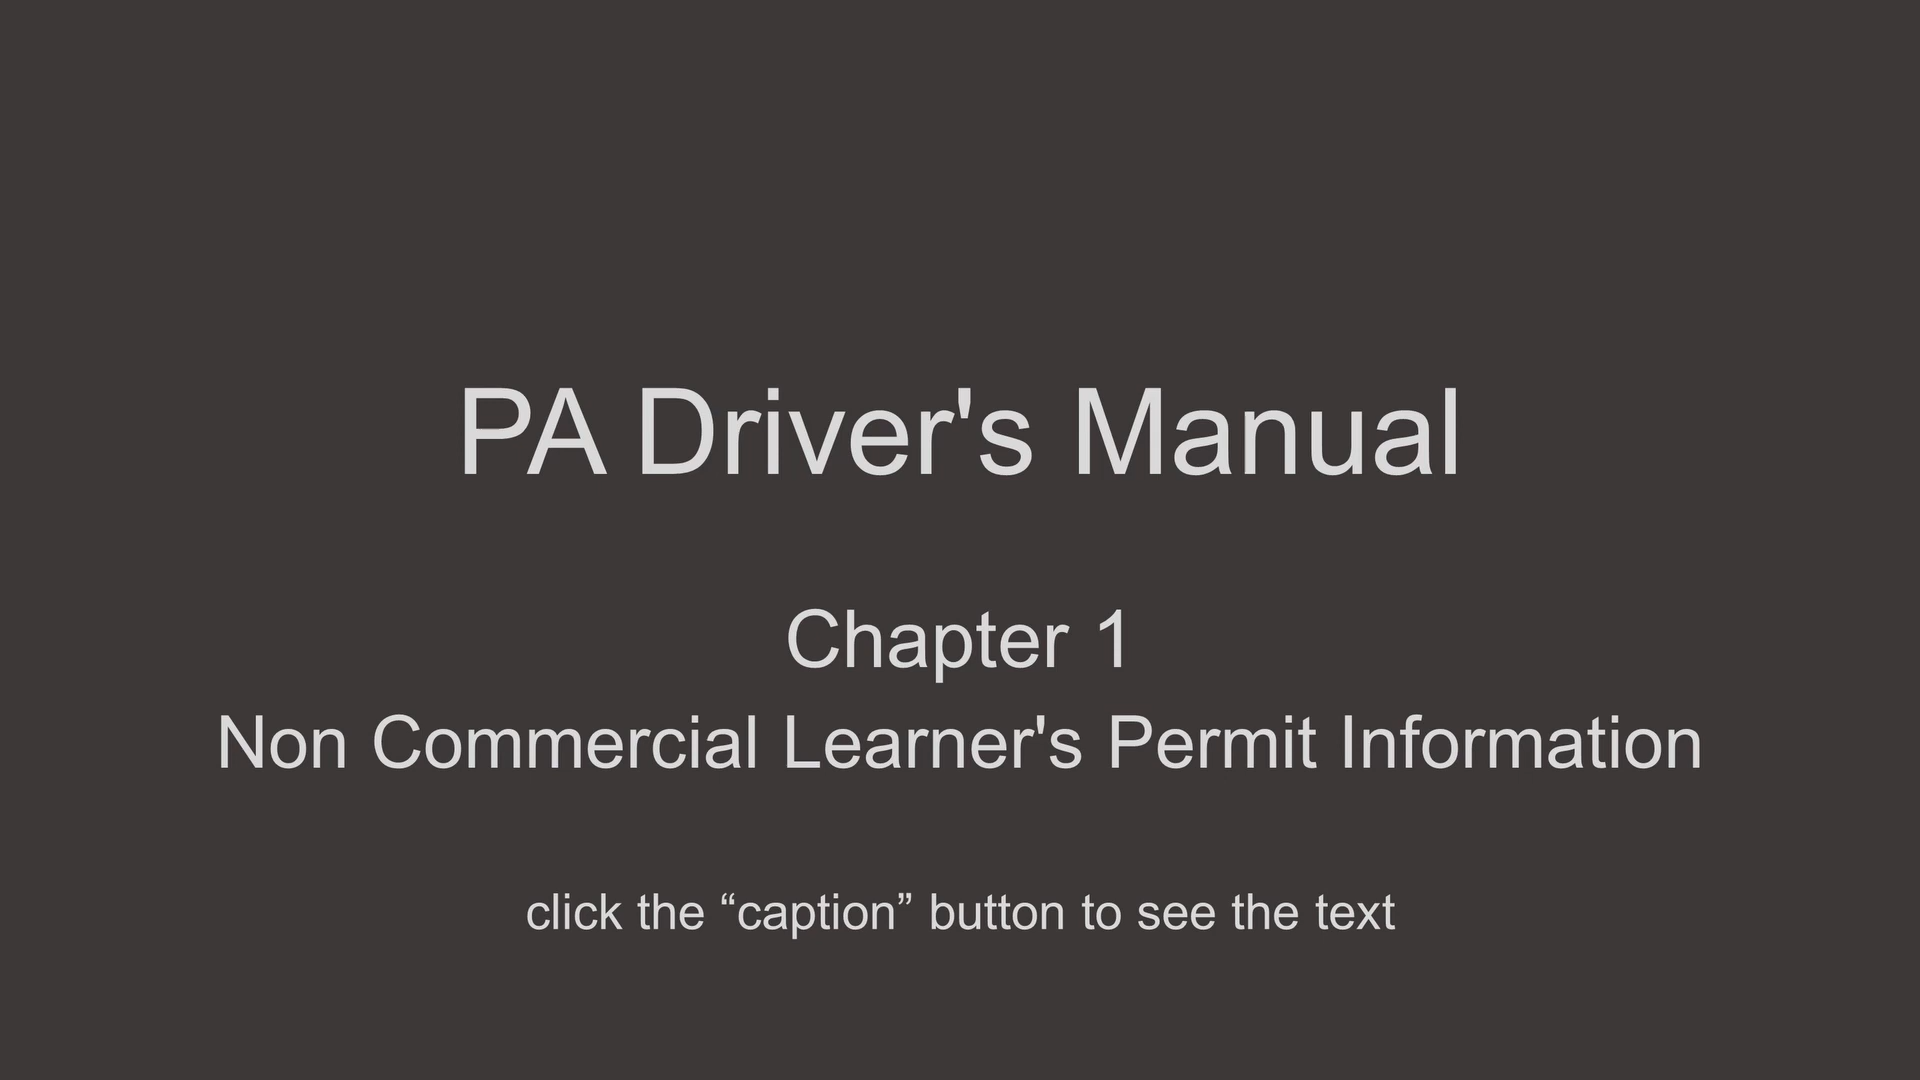 PA Driver's Manual
Chapter 1
Non Commercial Learner's Permit Information
click the “caption” button to see the text